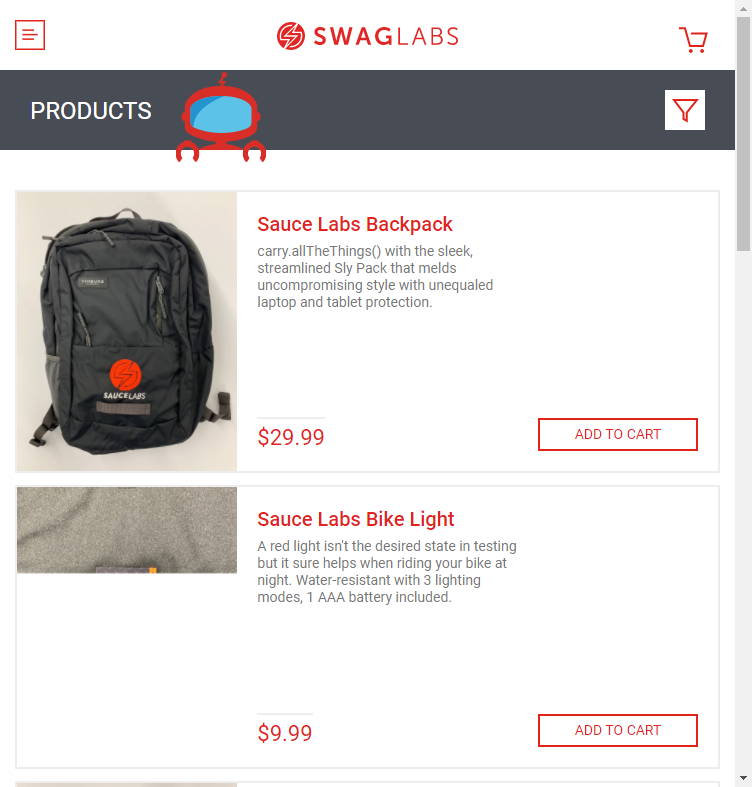 SWAGLABS
PRODUCTS
Sauce Labs Backpack
carry.allTheThings() with the sleek,
streamlined Sly Pack that melds
uncompromising style with unequaled
laptop and tablet protection.
SAUCELABS
$29.99
ADD TO CART
Sauce Labs Bike Light
A red light isn't the desired state in testing
but it sure helps when riding your bike at
night. Water-resistant with 3 lighting
modes, 1 AAA battery included.
$9.99
ADD TO CART